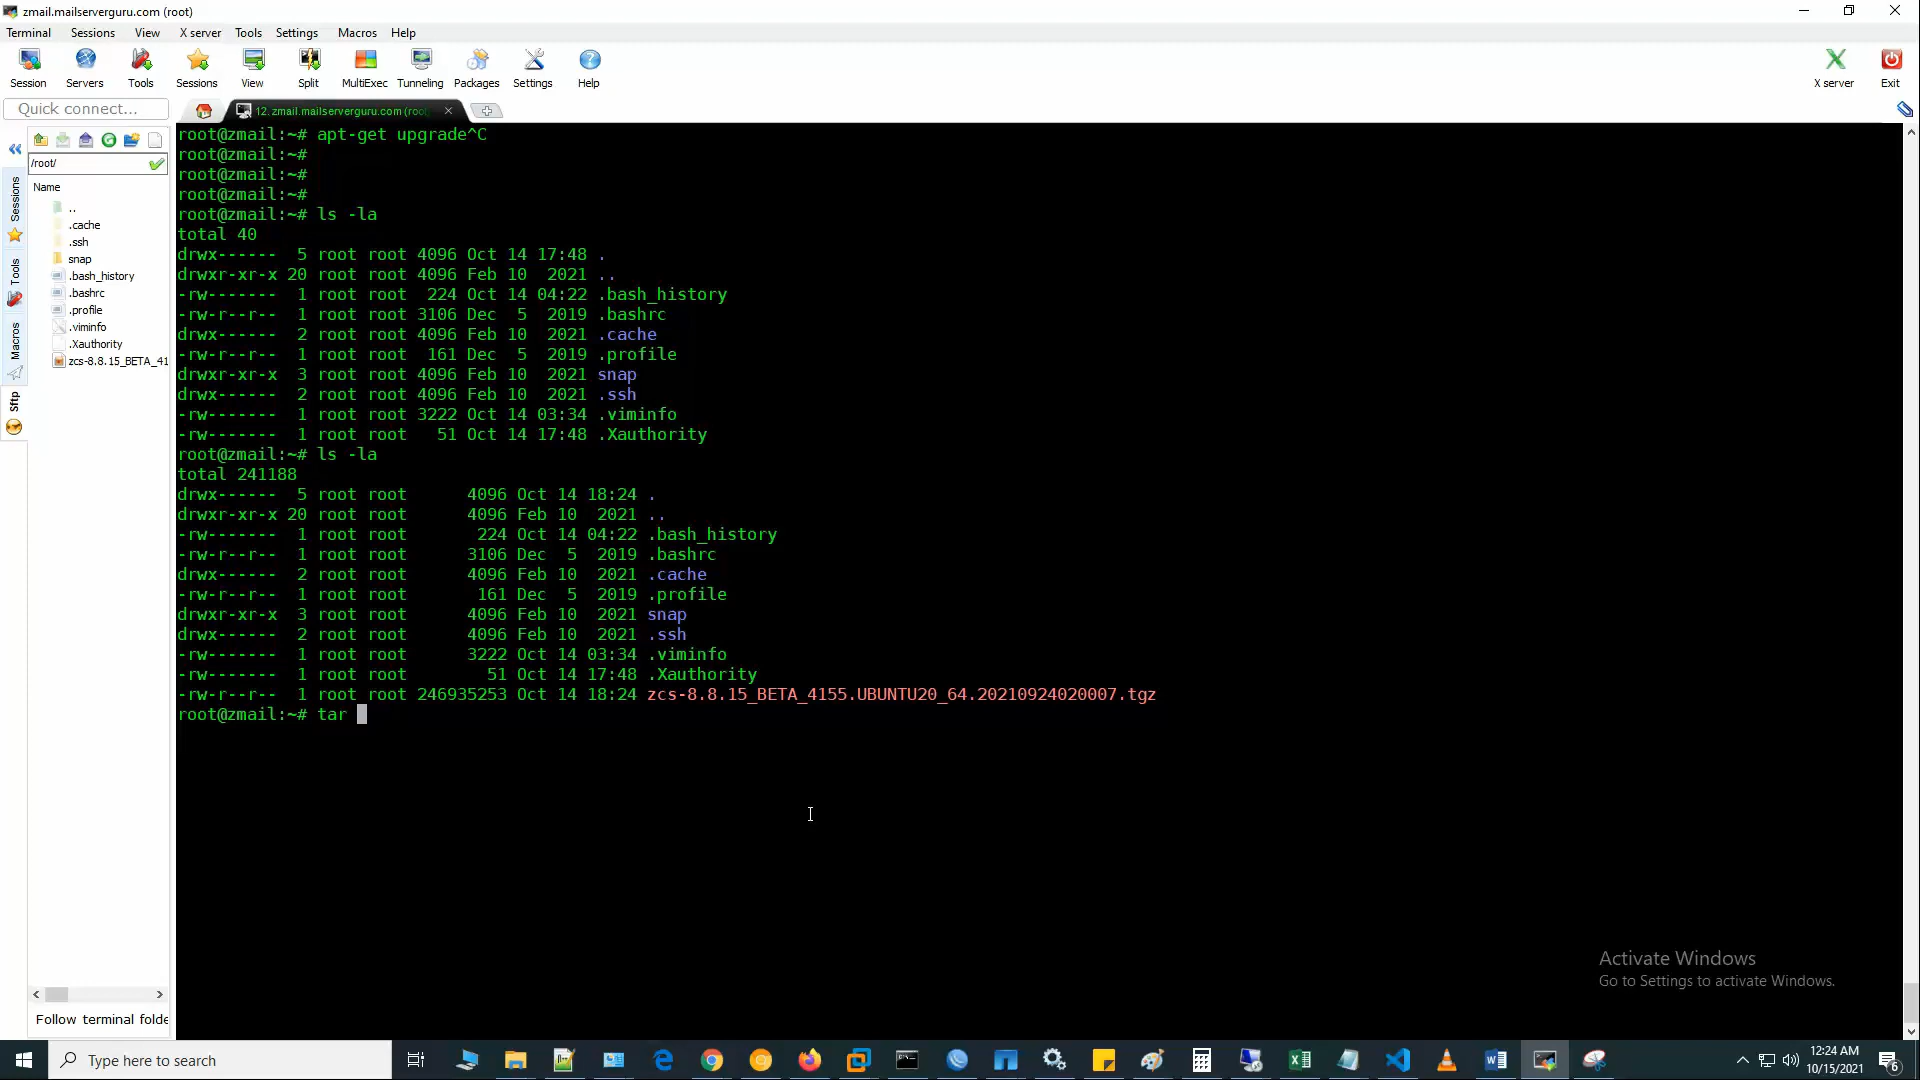 zmail.mailserverguru.com (root)
Terminal Sessions View X server Tools Settings Macros Help
Session Servers Tools Sessions View Split MultiExec Tunneling Packages Settings Help X server Exit
Quick connect...
12. zmail.mailserverguru.com (root
/root/
Name
..
.cache
.ssh
snap
.bash_history
.bashrc
.profile
.viminfo
.Xauthority
zcs-8.8.15_BETA_41
Sessions
Tools
Macros
Sftp
Follow terminal folde
root@zmail:~# apt-get upgrade^C
root@zmail:~#
root@zmail:~#
root@zmail:~#
root@zmail:~# ls -la
total 40
drwx------  5 root root 4096 Oct 14 17:48 .
drwxr-xr-x 20 root root 4096 Feb 10  2021 ..
-rw-------  1 root root  224 Oct 14 04:22 .bash_history
-rw-r--r--  1 root root 3106 Dec  5  2019 .bashrc
drwx------  2 root root 4096 Feb 10  2021 .cache
-rw-r--r--  1 root root  161 Dec  5  2019 .profile
drwxr-xr-x  3 root root 4096 Feb 10  2021 snap
drwx------  2 root root 4096 Feb 10  2021 .ssh
-rw-------  1 root root 3222 Oct 14 03:34 .viminfo
-rw-------  1 root root   51 Oct 14 17:48 .Xauthority
root@zmail:~# ls -la
total 241188
drwx------  5 root root      4096 Oct 14 18:24 .
drwxr-xr-x 20 root root      4096 Feb 10  2021 ..
-rw-------  1 root root       224 Oct 14 04:22 .bash_history
-rw-r--r--  1 root root      3106 Dec  5  2019 .bashrc
drwx------  2 root root      4096 Feb 10  2021 .cache
-rw-r--r--  1 root root       161 Dec  5  2019 .profile
drwxr-xr-x  3 root root      4096 Feb 10  2021 snap
drwx------  2 root root      4096 Feb 10  2021 .ssh
-rw-------  1 root root      3222 Oct 14 03:34 .viminfo
-rw-------  1 root root        51 Oct 14 17:48 .Xauthority
-rw-r--r--  1 root root 246935253 Oct 14 18:24 zcs-8.8.15_BETA_4155.UBUNTU20_64.20210924020007.tgz
root@zmail:~# tar
Activate Windows
Go to Settings to activate Windows.
Type here to search
12:24 AM
10/15/2021
6